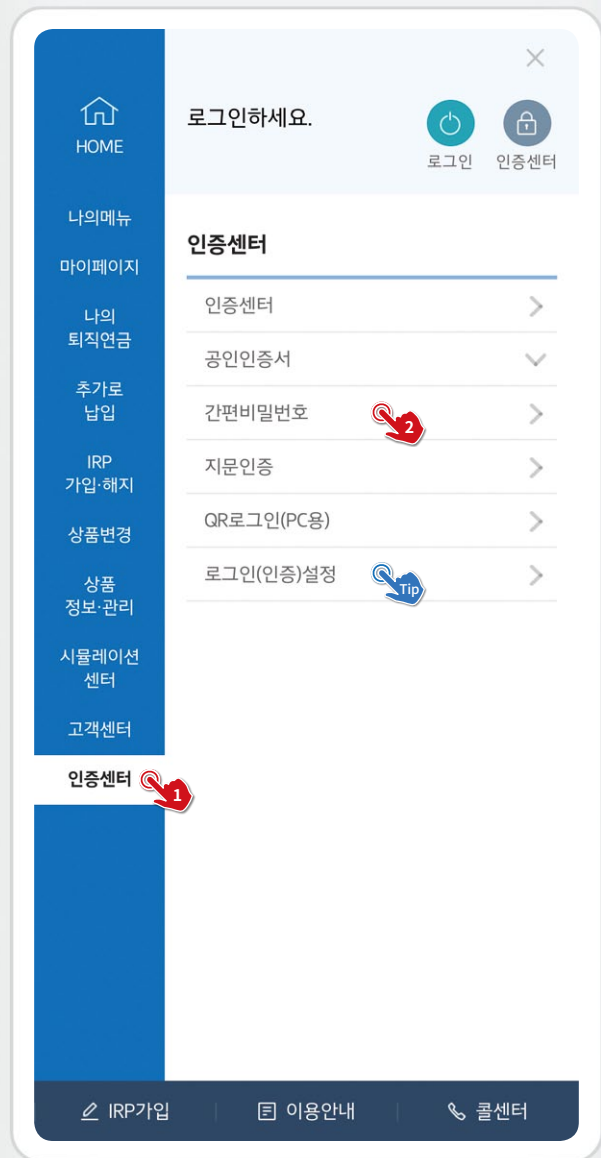 HOME
로그인하세요.
로그인
인증센터
나의메뉴
마이페이지
나의
퇴직연금
추가로
납입
IRP
가입·해지
상품변경
상품
정보·관리
시뮬레이션
센터
고객센터
인증센터
1
인증센터
인증센터
공인인증서
간편비밀번호
2
지문인증
QR로그인(PC용)
로그인(인증)설정
Tip
IRP가입
이용안내
콜센터